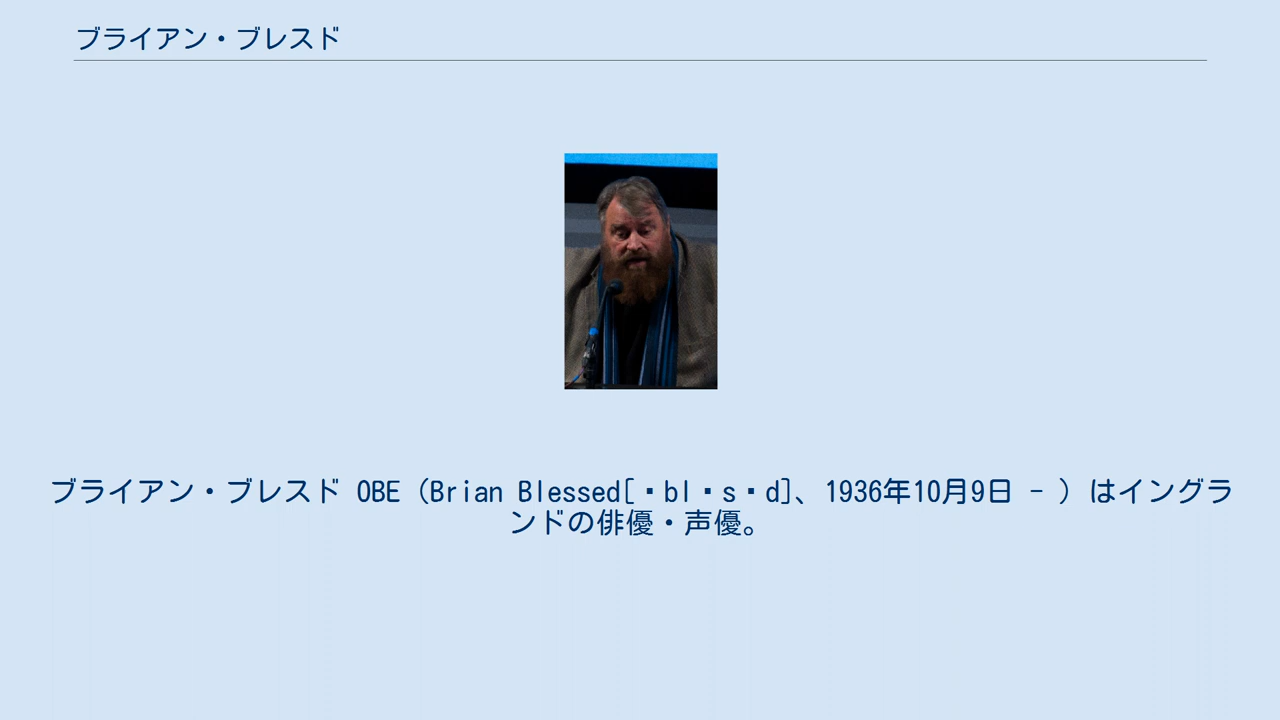 ブライアン・ブレスド
ブライアン・ブレスド OBE（Brian Blessed[・bl・s・d]、1936年10月9日 - ）はイングラ
ンドの俳優・声優。